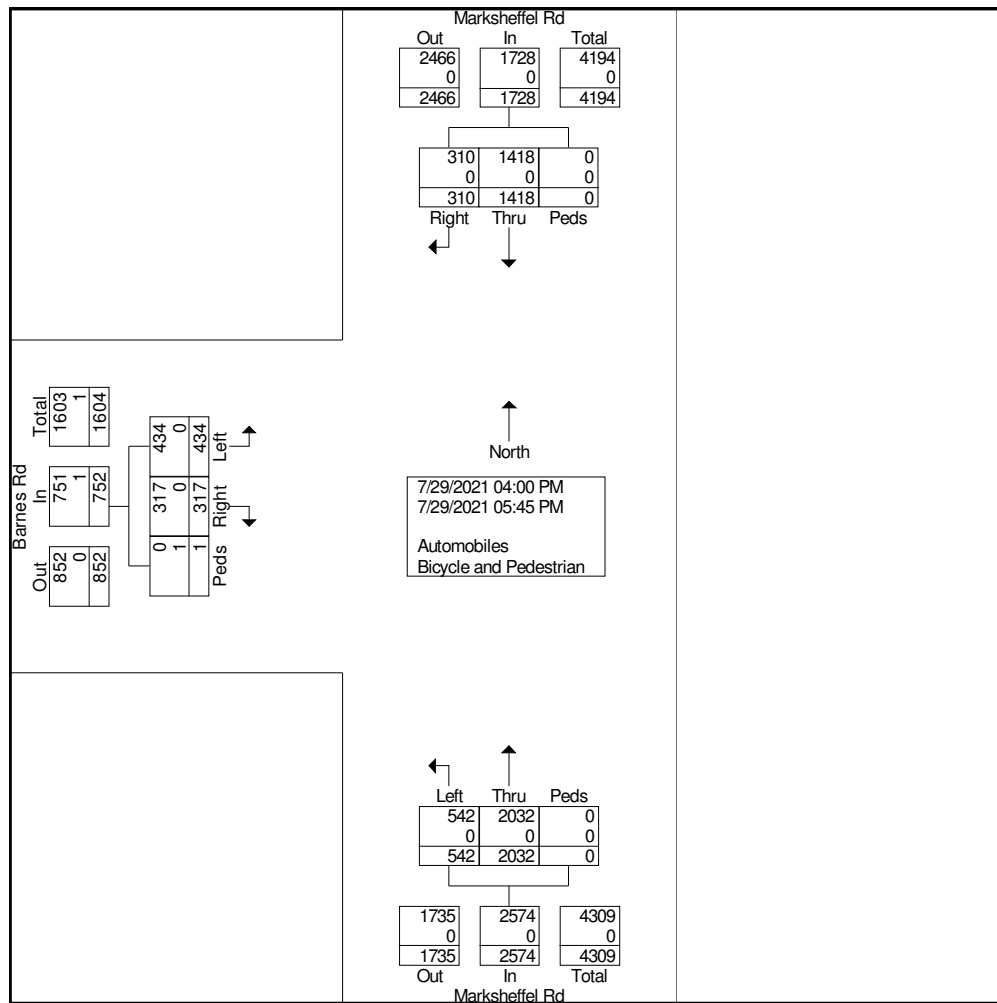 Marksheffel Rd
Out In Total
2466 1728 4194
0 0 0
2466 1728 4194
310 1418 0
0 0 0
310 1418 0
Right Thru Peds
Barnes Rd
Out In Total
852 751 1603
0 1 1
852 752 1604
0 317 434
1 0 0
1 317 434
Peds Right Left
North
7/29/2021 04:00 PM
7/29/2021 05:45 PM
Automobiles
Bicycle and Pedestrian
Left Thru Peds
542 2032 0
0 0 0
542 2032 0
1735 2574 4309
0 0 0
1735 2574 4309
Out In Total
Marksheffel Rd